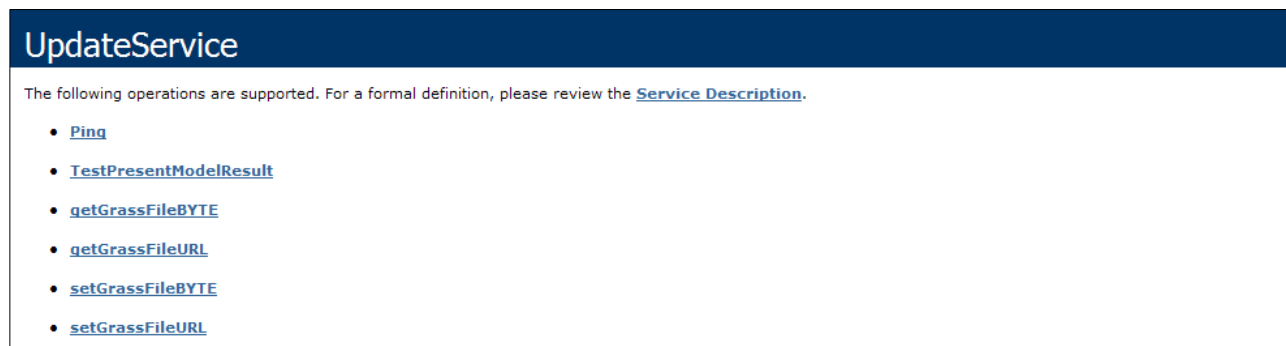 UpdateService
The following operations are supported. For a formal definition, please review the Service Description.
• Ping
• TestPresentModelResult
• getGrassFileBYTE
• getGrassFileURL
• setGrassFileBYTE
• setGrassFileURL